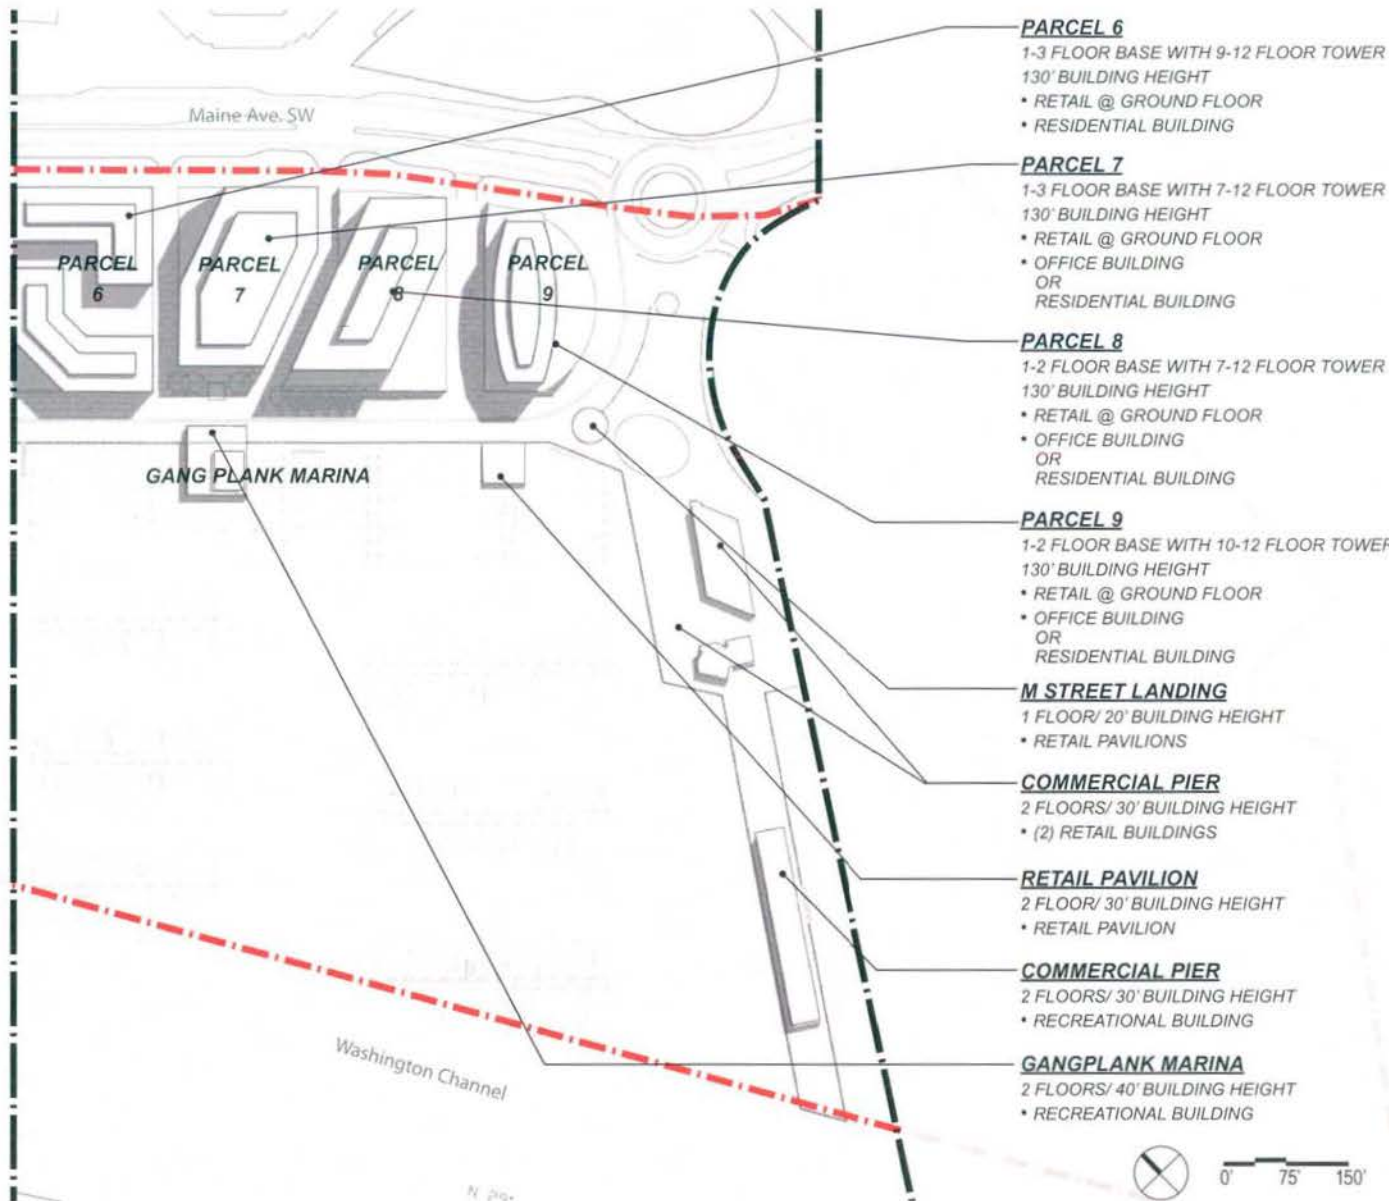 Maine Ave. SW
PARCEL
6
PARCEL
7
PARCEL
8
PARCEL
9
GANG PLANK MARINA
Washington Channel
PARCEL 6
1-3 FLOOR BASE WITH 9-12 FLOOR TOWER
130' BUILDING HEIGHT
• RETAIL @ GROUND FLOOR
• RESIDENTIAL BUILDING
PARCEL 7
1-3 FLOOR BASE WITH 7-12 FLOOR TOWER
130' BUILDING HEIGHT
• RETAIL @ GROUND FLOOR
• OFFICE BUILDING
OR
RESIDENTIAL BUILDING
PARCEL 8
1-2 FLOOR BASE WITH 7-12 FLOOR TOWER
130' BUILDING HEIGHT
• RETAIL @ GROUND FLOOR
• OFFICE BUILDING
OR
RESIDENTIAL BUILDING
PARCEL 9
1-2 FLOOR BASE WITH 10-12 FLOOR TOWER
130' BUILDING HEIGHT
• RETAIL @ GROUND FLOOR
• OFFICE BUILDING
OR
RESIDENTIAL BUILDING
M STREET LANDING
1 FLOOR/ 20' BUILDING HEIGHT
• RETAIL PAVILIONS
COMMERCIAL PIER
2 FLOORS/ 30' BUILDING HEIGHT
• (2) RETAIL BUILDINGS
RETAIL PAVILION
2 FLOOR/ 30' BUILDING HEIGHT
• RETAIL PAVILION
COMMERCIAL PIER
2 FLOORS/ 30' BUILDING HEIGHT
• RECREATIONAL BUILDING
GANGPLANK MARINA
2 FLOORS/ 40' BUILDING HEIGHT
• RECREATIONAL BUILDING
0' 75' 150'